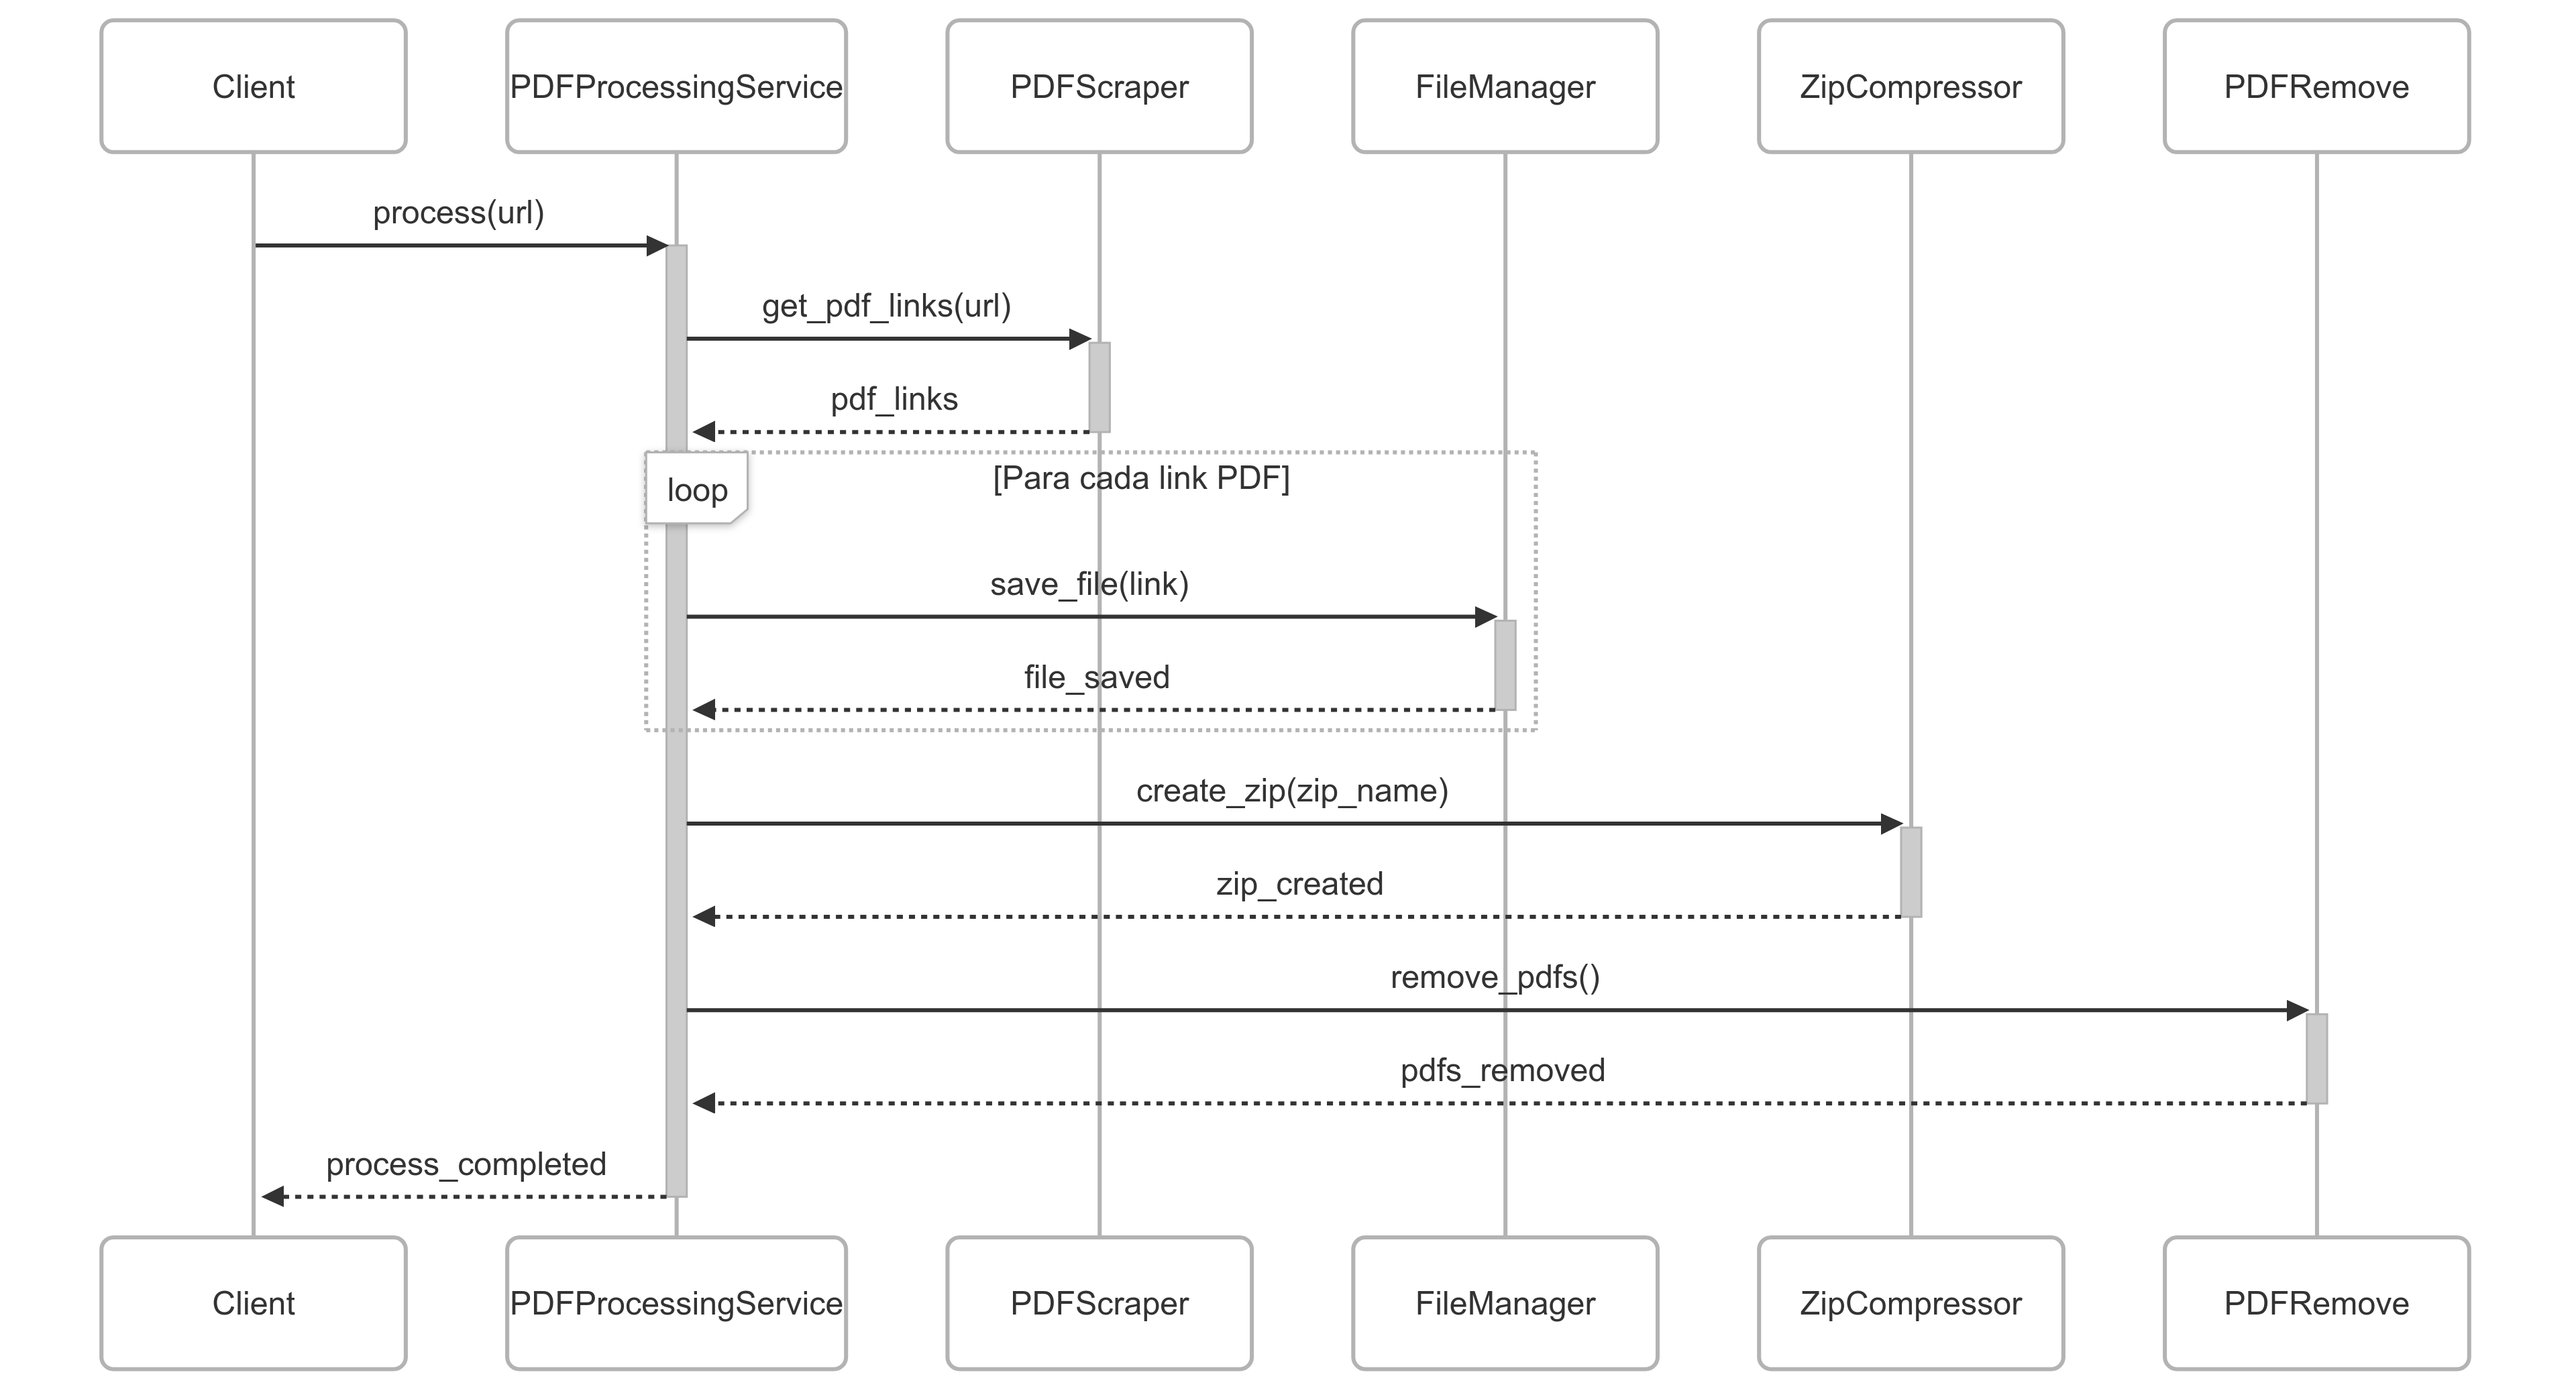 Client
PDFProcessingService
PDFScraper
FileManager
ZipCompressor
PDFRemove
process(url)
get_pdf_links(url)
pdf_links
loop
[Para cada link PDF]
save_file(link)
file_saved
create_zip(zip_name)
zip_created
remove_pdfs()
pdfs_removed
process_completed
Client
PDFProcessingService
PDFScraper
FileManager
ZipCompressor
PDFRemove